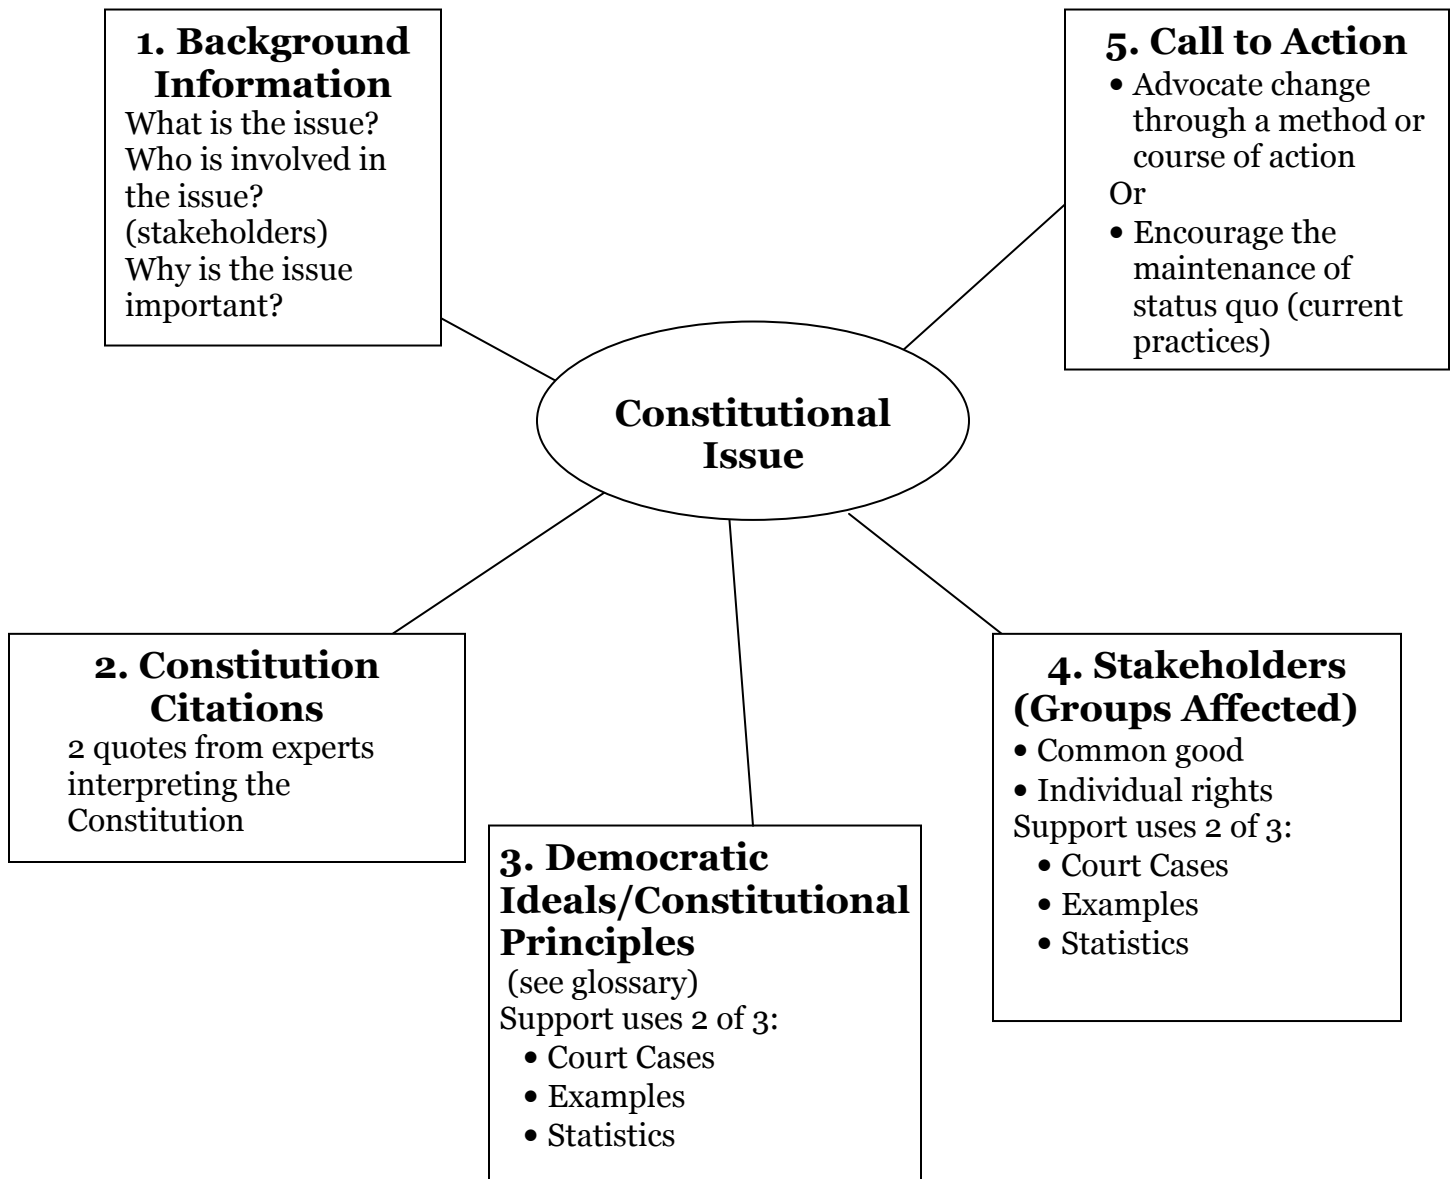 1. Background
Information
What is the issue?
Who is involved in
the issue?
(stakeholders)
Why is the issue
important?
5. Call to Action
• Advocate change
through a method or
course of action
Or
• Encourage the
maintenance of
status quo (current
practices)
Constitutional
Issue
2. Constitution
Citations
2 quotes from experts
interpreting the
Constitution
3. Democratic
Ideals/Constitutional
Principles
(see glossary)
Support uses 2 of 3:
• Court Cases
• Examples
• Statistics
4. Stakeholders
(Groups Affected)
• Common good
• Individual rights
Support uses 2 of 3:
• Court Cases
• Examples
• Statistics